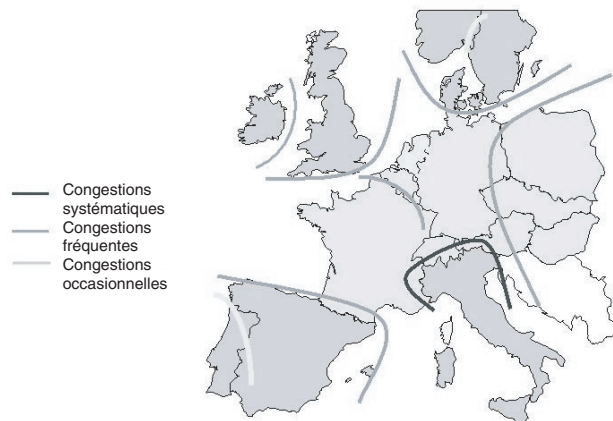 Congestions
systématiques
Congestions
fréquentes
Congestions
occasionnelles